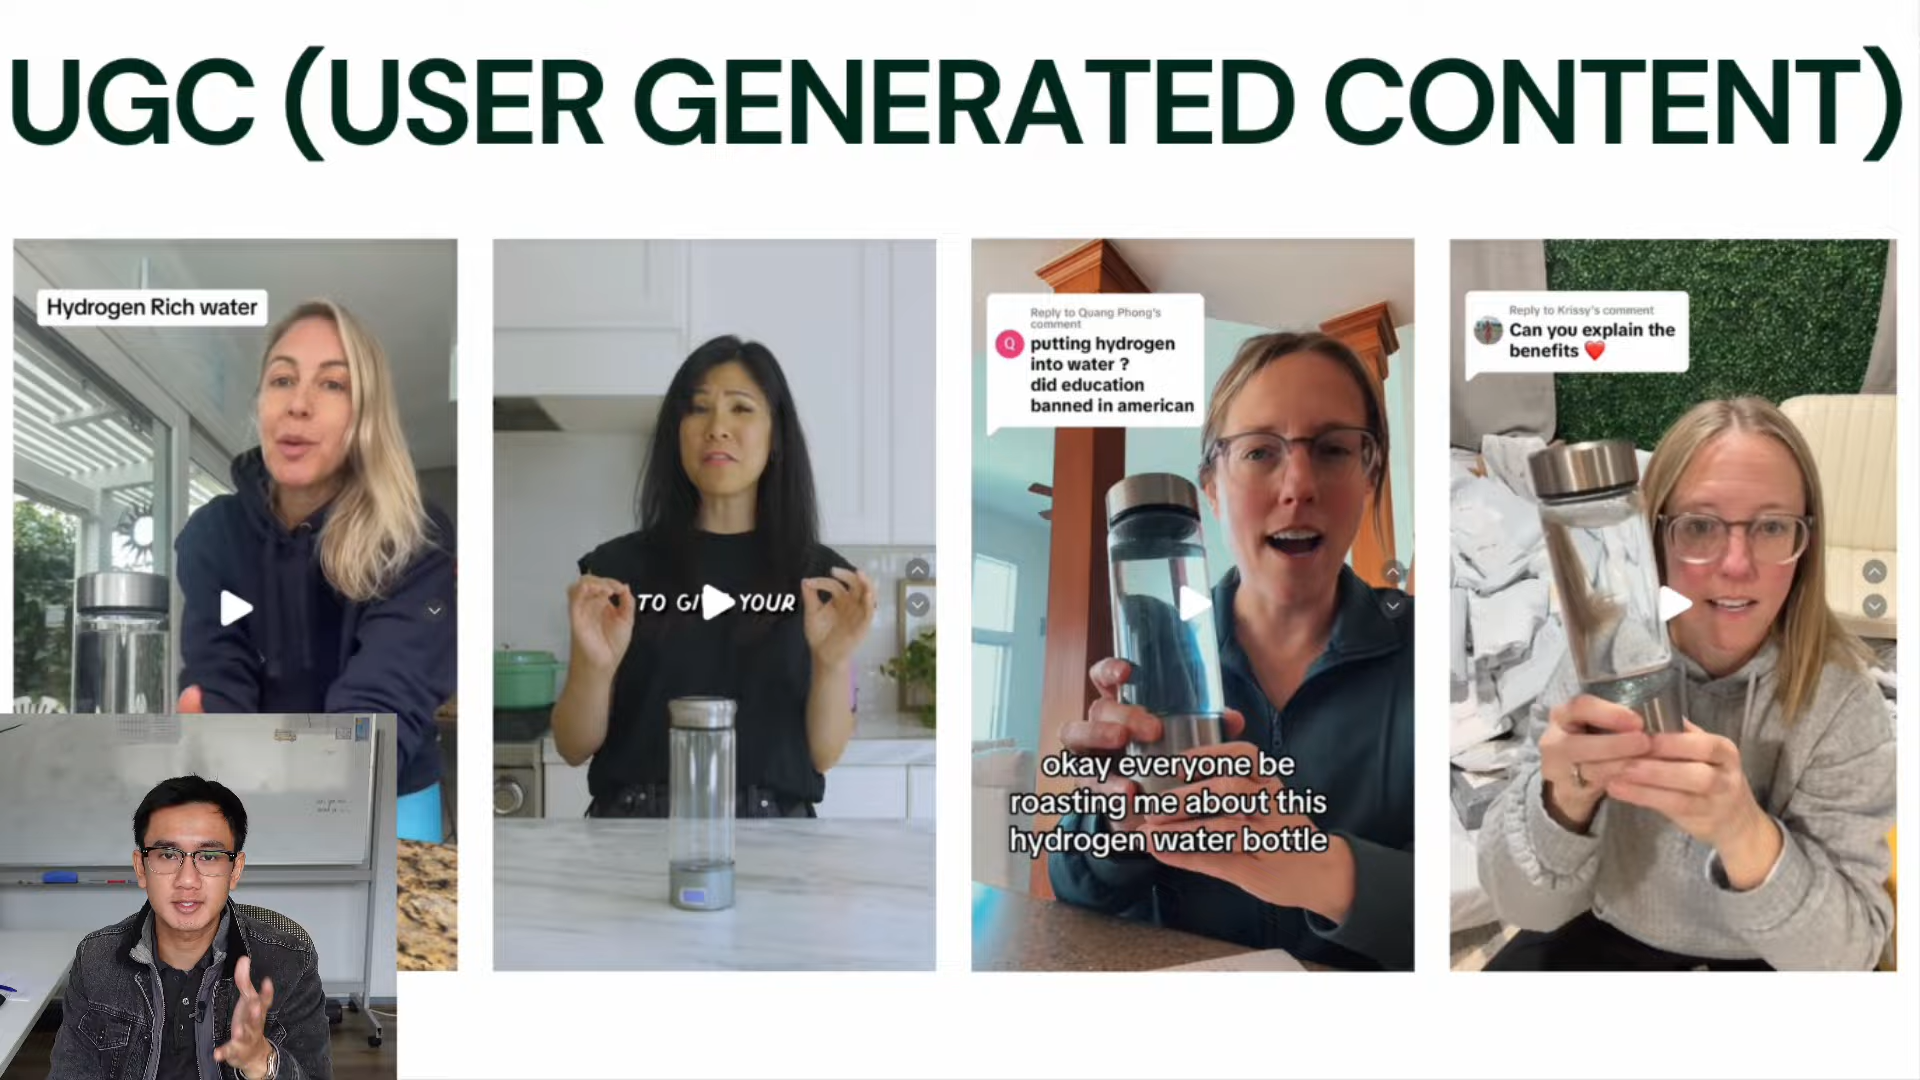 UGC (USER GENERATED CONTENT)
Hydrogen Rich water
TO GIVE YOUR
Reply to Quang Phong's
comment
Q
putting hydrogen
into water ?
did education
banned in american
okay everyone be
roasting me about this
hydrogen water bottle
Reply to Krissy's comment
Can you explain the
benefits ❤️